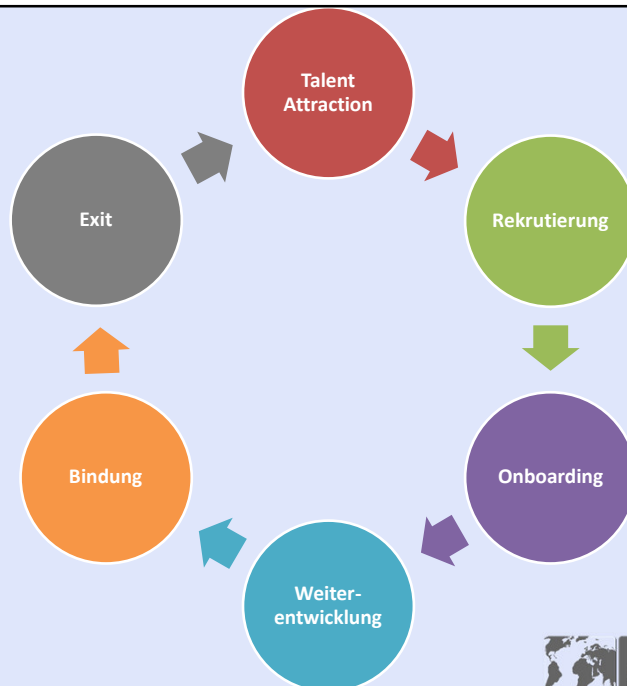 Talent
Attraction
Rekrutierung
Onboarding
Weiter-
entwicklung
Bindung
Exit